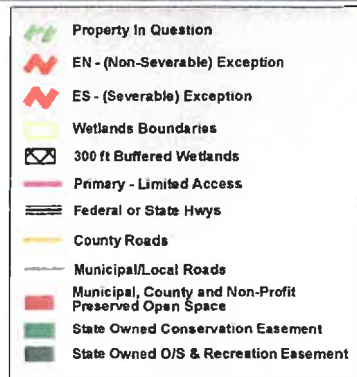 Property In Question
EN - (Non-Severable) Exception
ES - (Severable) Exception
Wetlands Boundaries
300 ft Buffered Wetlands
Primary - Limited Access
Federal or State Hwys
County Roads
Municipal/Local Roads
Municipal, County and Non-Profit
Preserved Open Space
State Owned Conservation Easement
State Owned O/S & Recreation Easement